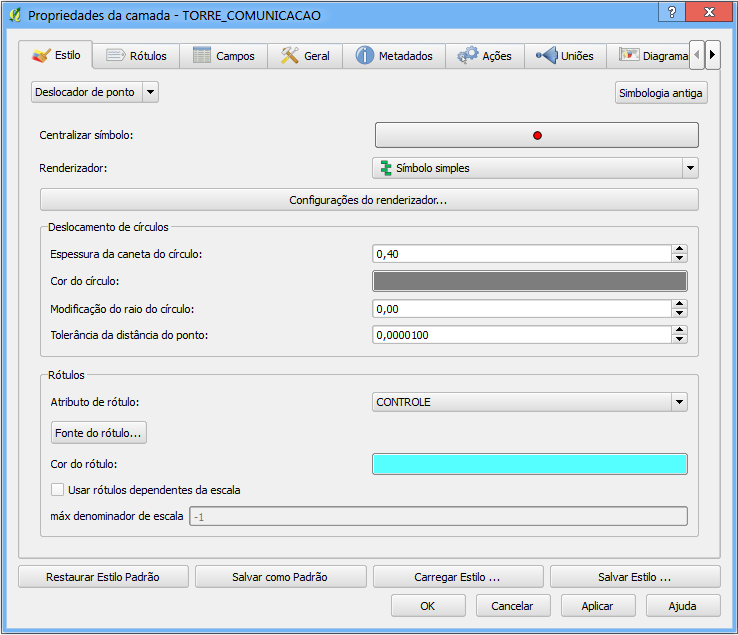 Propriedades da camada - TORRE_COMUNICACAO
?
Estilo Rótulos Campos Geral Metadados Ações Uniões Diagrama
Deslocador de ponto
Simbologia antiga
Centralizar símbolo:
Renderizador: Símbolo simples
Configurações do renderizador...
Deslocamento de círculos
Espessura da caneta do círculo: 0,40
Cor do círculo:
Modificação do raio do círculo: 0,00
Tolerância da distância do ponto: 0,0000100
Rótulos
Atributo de rótulo: CONTROLE
Fonte do rótulo...
Cor do rótulo:
Usar rótulos dependentes da escala
máx denominador de escala -1
Restaurar Estilo Padrão Salvar como Padrão Carregar Estilo ... Salvar Estilo ...
OK Cancelar Aplicar Ajuda